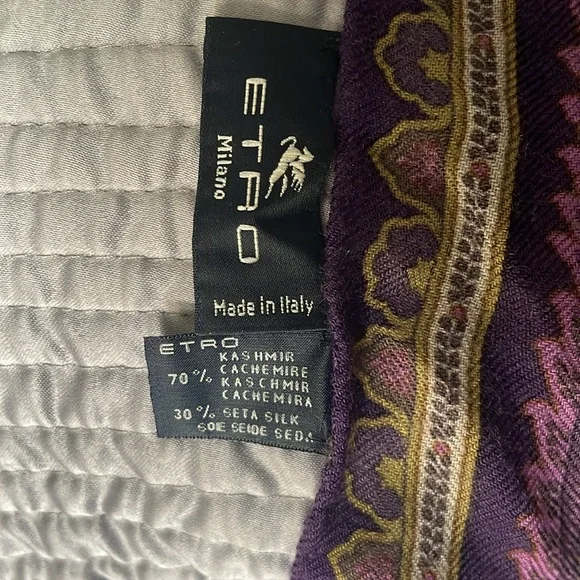 ETRO
Milano
Made in Italy
ETRO
KASHMIR
CACHEMIRE
70% KASCHMIR
CACHEMIRA
30% SETA SILK
SOIE SEIDE SEDA